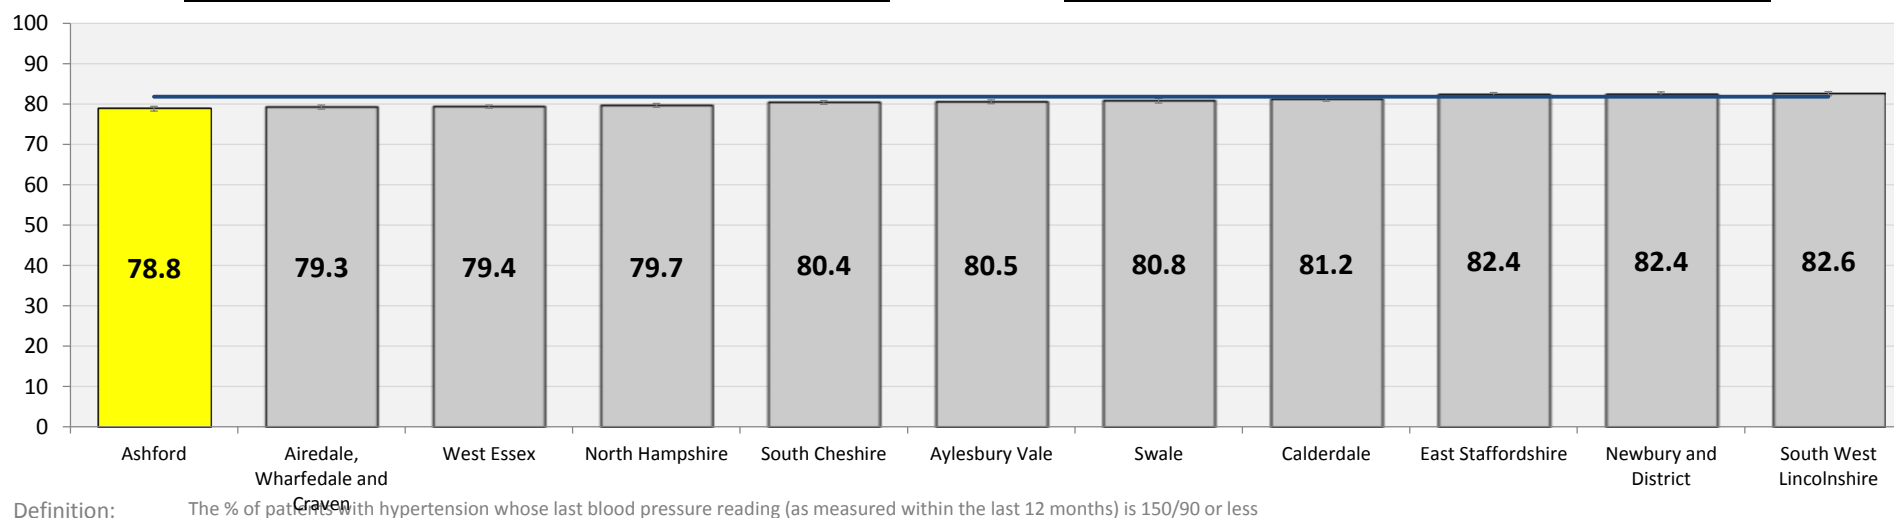 100
90
80
70
60
50
40
30
20
10
0
78.8 79.3 79.4 79.7 80.4 80.5 80.8 81.2 82.4 82.4 82.6
Ashford
Airedale,
Wharfedale and
Craven
West Essex
North Hampshire
South Cheshire
Aylesbury Vale
Swale
Calderdale
East Staffordshire
Newbury and
District
South West
Lincolnshire
Definition: The % of patients with hypertension whose last blood pressure reading (as measured within the last 12 months) is 150/90 or less